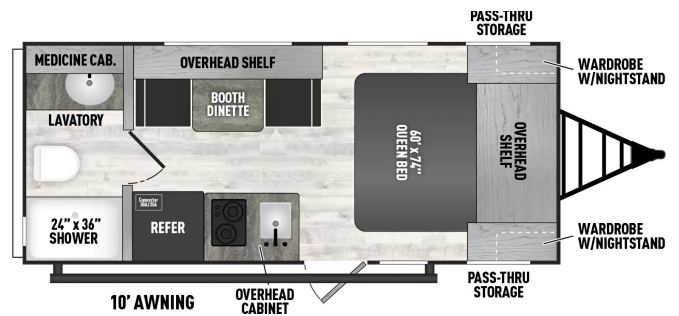 PASS-THRU
STORAGE
MEDICINE CAB.
OVERHEAD SHELF
WARDROBE
W/NIGHTSTAND
BOOTH
DINETTE
LAVATORY
60' x 74"
QUEEN BED
OVERHEAD
SHELF
24" x 36"
SHOWER
Converter
REFER
WARDROBE
W/NIGHTSTAND
PASS-THRU
STORAGE
10' AWNING
OVERHEAD
CABINET